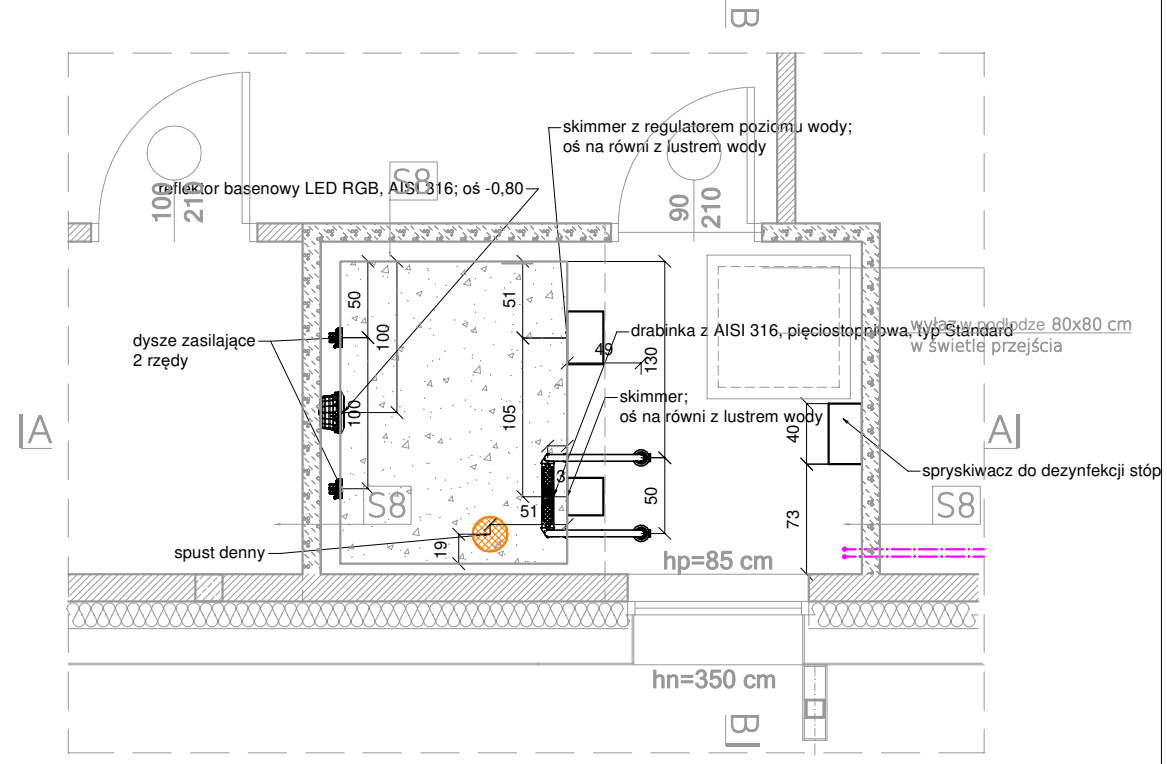 B
skimmer z regulatorem poziomu wody;
oś na równi z lustrem wody
S8
reflektor basenowy LED RGB, AISI 316; oś -0,80
100
210
90
210
50
100
51
dysze zasilające
2 rzędy
49
130
drabinka z AISI 316, pięciostopniowa, typ Standard
wyłaz w podłodze 80x80 cm
w świetle przejścia
100
105
skimmer;
oś na równi z lustrem wody
40
A
A
spryskiwacz do dezynfekcji stóp
3
50
S8
51
S8
73
spust denny
19
hp=85 cm
hn=350 cm
B